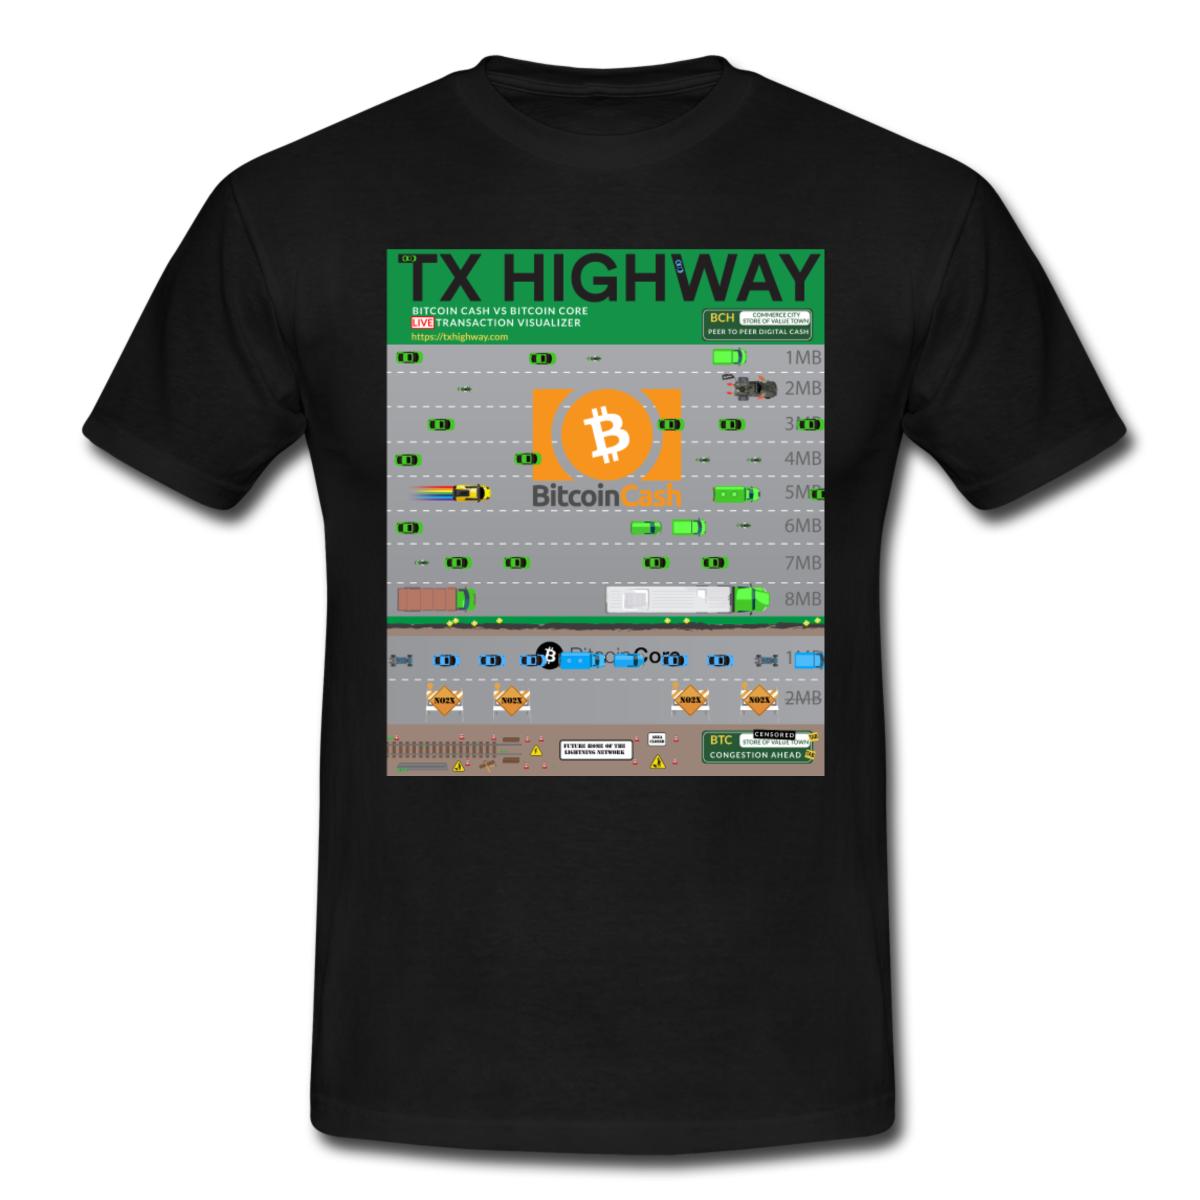 TX HIGHWAY
BITCOIN CASH VS BITCOIN CORE
LIVE TRANSACTION VISUALIZER
https://txhighway.com
BCH
COMMERCE CITY
STORE OF VALUE TOWN
PEER TO PEER DIGITAL CASH
1MB
2MB
3MB
4MB
BitcoinCash
5MB
6MB
7MB
8MB
Bitcoin Core
1MB
NO2X
NO2X
NO2X
NO2X
2MB
FUTURE HOME OF THE
LIGHTNING NETWORK
AREA
CLOSED
BTC
CENSORED
STORE OF VALUE TOWN
CONGESTION AHEAD